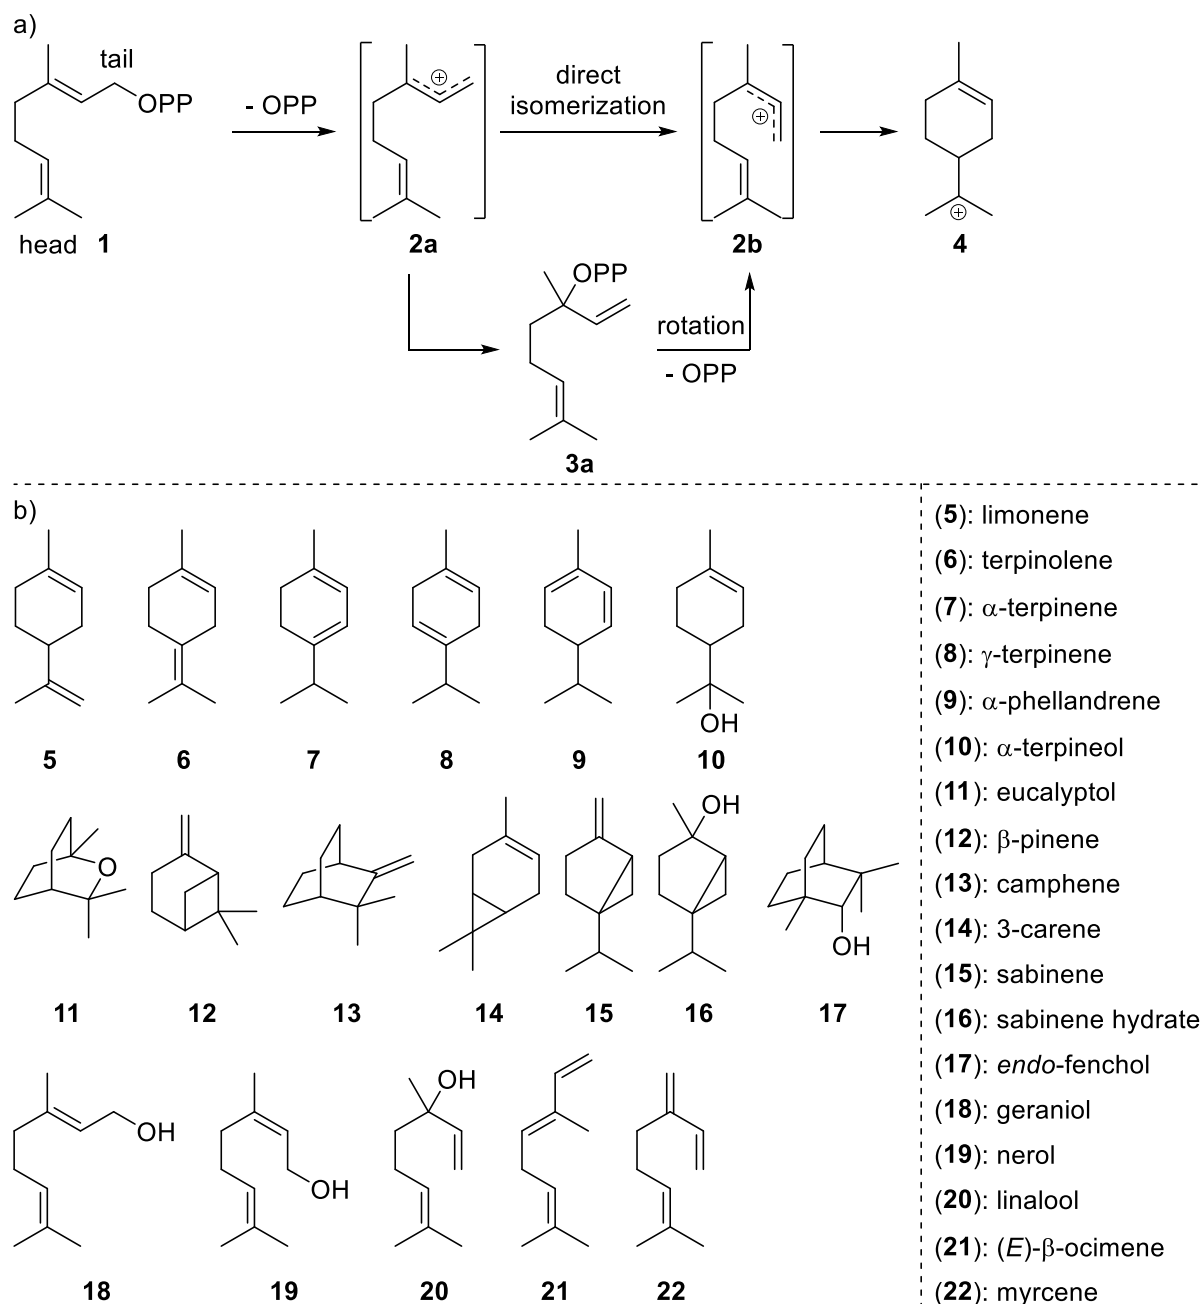 a)
tail
OPP
head 1
- OPP
2a
direct
isomerization
2b
4
OPP
3a
rotation
- OPP
b)
5 6 7 8 9 10
OH
O
OH
OH
11 12 13 14 15 16 17
OH
OH
OH
18 19 20 21 22
(5): limonene
(6): terpinolene
(7): α-terpinene
(8): γ-terpinene
(9): α-phellandrene
(10): α-terpineol
(11): eucalyptol
(12): β-pinene
(13): camphene
(14): 3-carene
(15): sabinene
(16): sabinene hydrate
(17): endo-fenchol
(18): geraniol
(19): nerol
(20): linalool
(21): (E)-β-ocimene
(22): myrcene